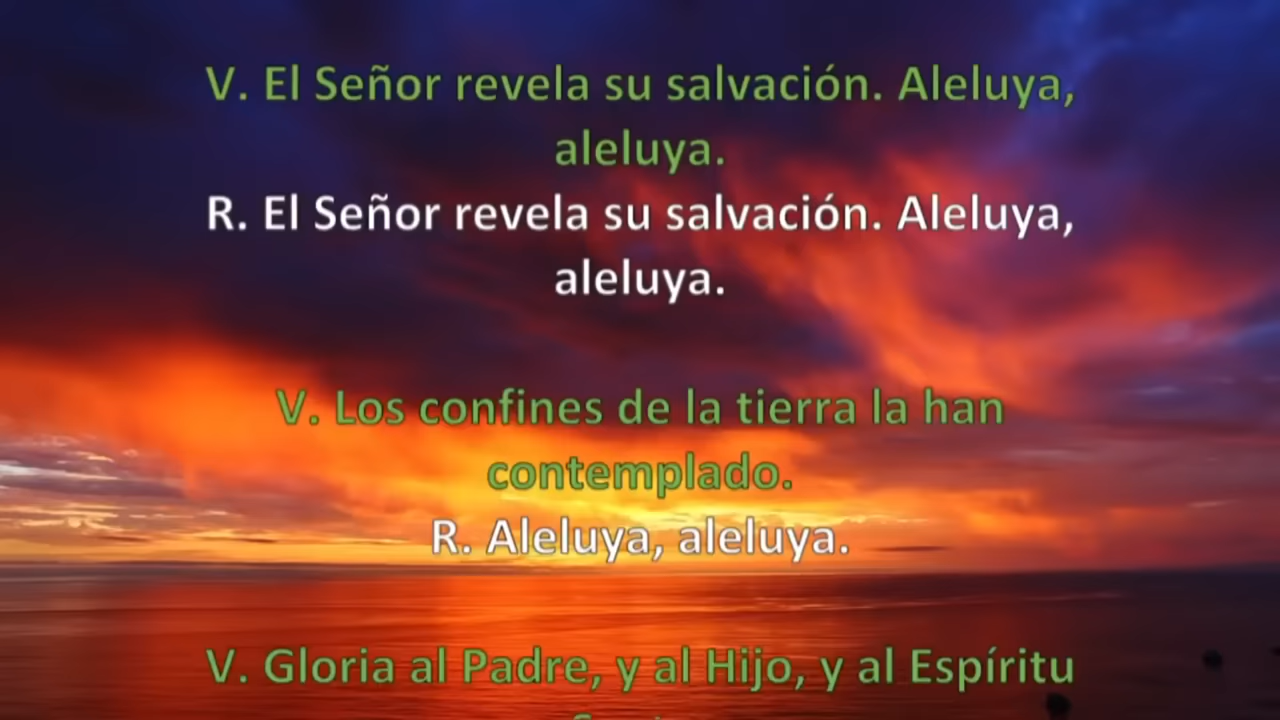 V. El Señor revela su salvación. Aleluya,
aleluya.
R. El Señor revela su salvación. Aleluya,
aleluya.
V. Los confines de la tierra la han
contemplado.
R. Aleluya, aleluya.
V. Gloria al Padre, y al Hijo, y al Espíritu